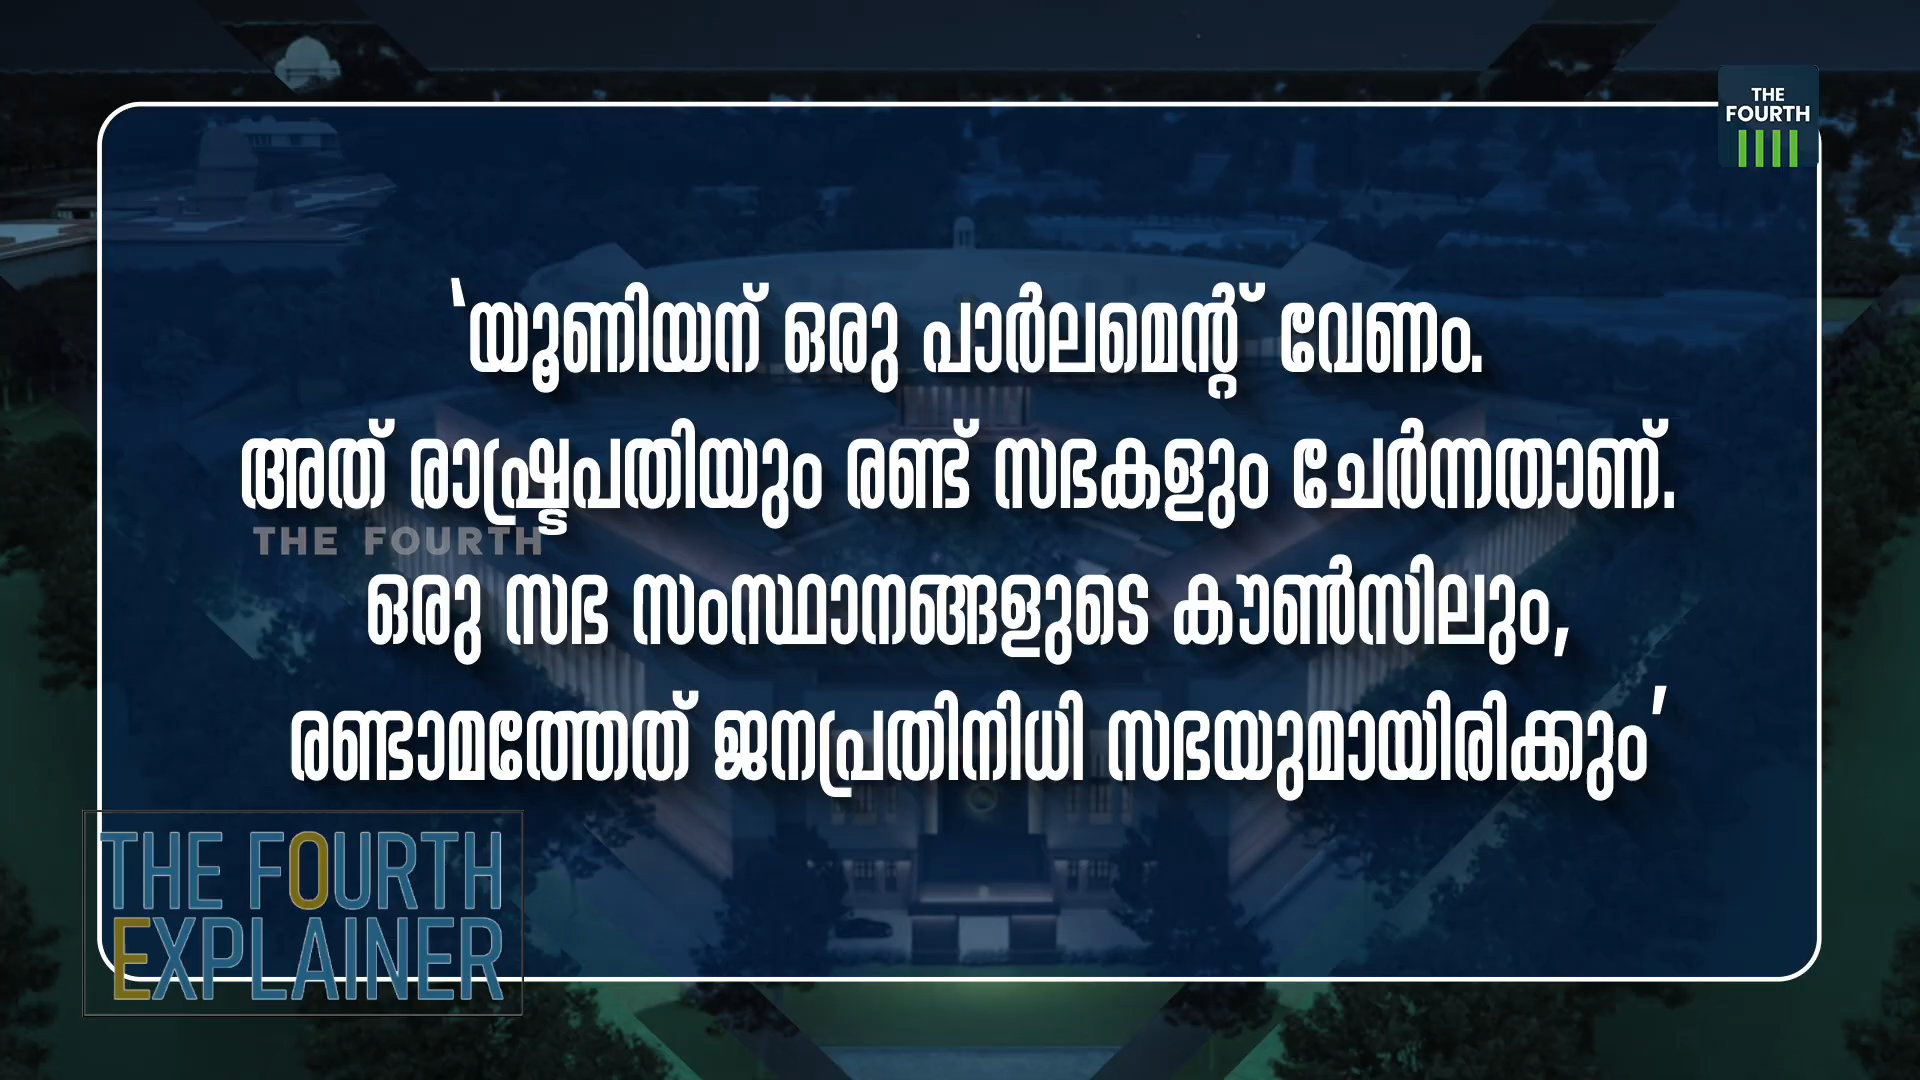 THE
FOURTH
‘യൂണിയന് ഒരു പാർലമെന്റ് വേണം.
അത് രാഷ്ട്രപതിയും രണ്ട് സഭകളും ചേർന്നതാണ്.
THE FOURTH
ഒരു സഭ സംസ്ഥാനങ്ങളുടെ കൗൺസിലും,
രണ്ടാമത്തേത് ജനപ്രതിനിധി സഭയുമായിരിക്കും’
THE FOURTH
EXPLAINER